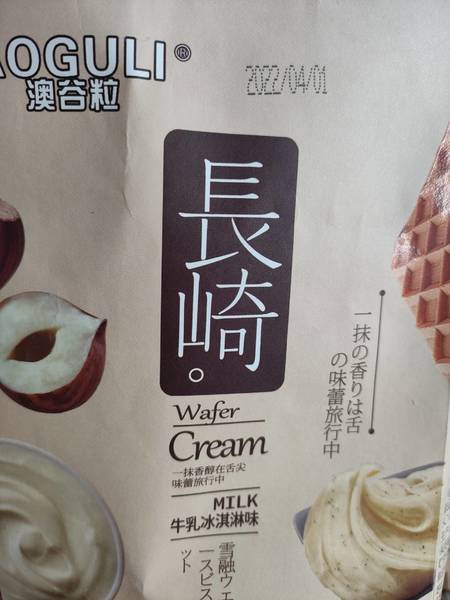 AOGULI®
澳谷粒
2022/04/01
長崎。
一抹の香りは舌
の味蕾旅行中
Wafer
Cream
一抹香醇在舌尖
味蕾旅行中
MILK
牛乳冰淇淋味
雪融ウェ
ースビス
ット